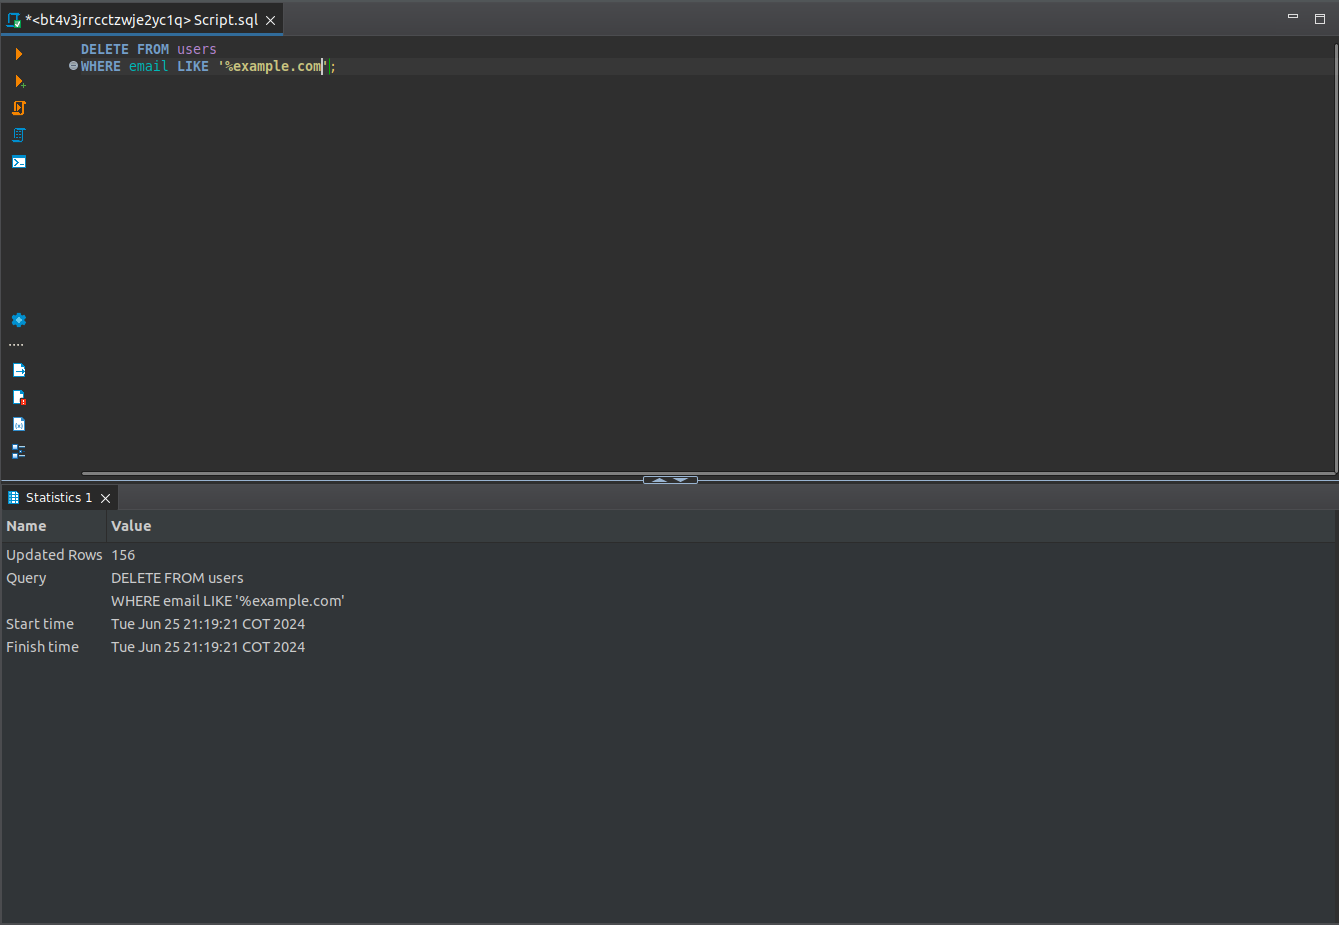 *<bt4v3jrrcctzwje2yc1q> Script.sql
DELETE FROM users
WHERE email LIKE '%example.com';
Statistics 1
Name Value
Updated Rows 156
Query DELETE FROM users
WHERE email LIKE '%example.com'
Start time Tue Jun 25 21:19:21 COT 2024
Finish time Tue Jun 25 21:19:21 COT 2024